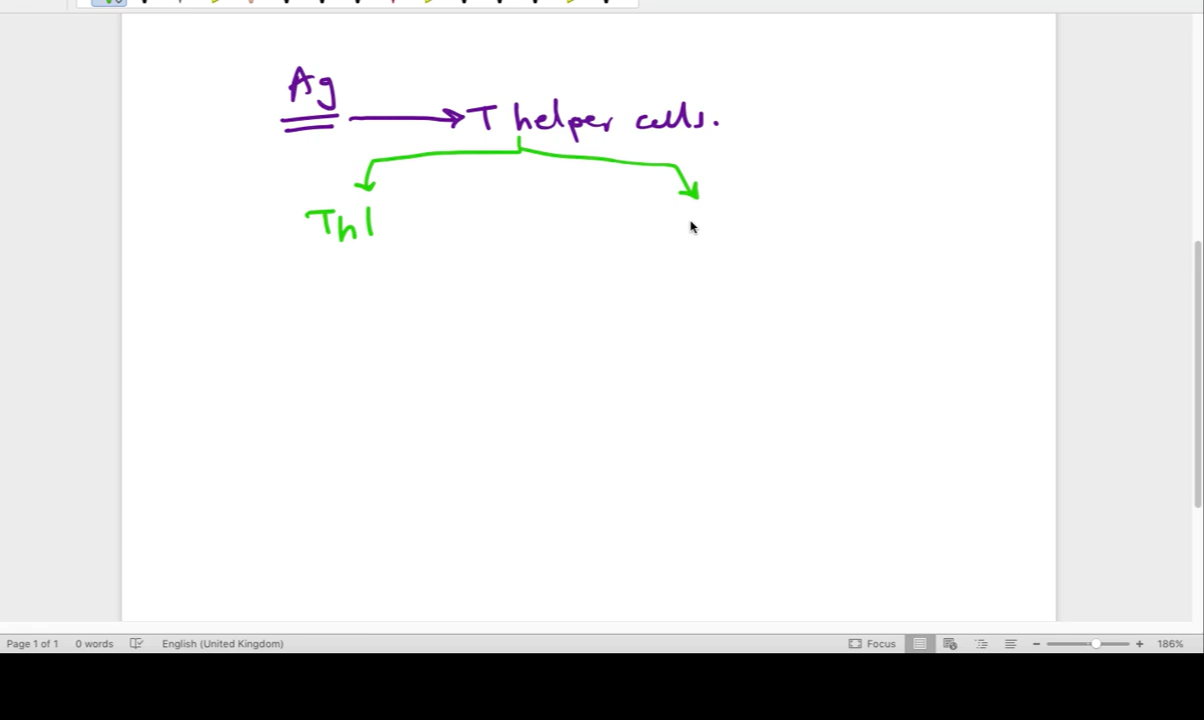 Ag
T helper cells.
Th1
Page 1 of 1 0 words English (United Kingdom) Focus 186%